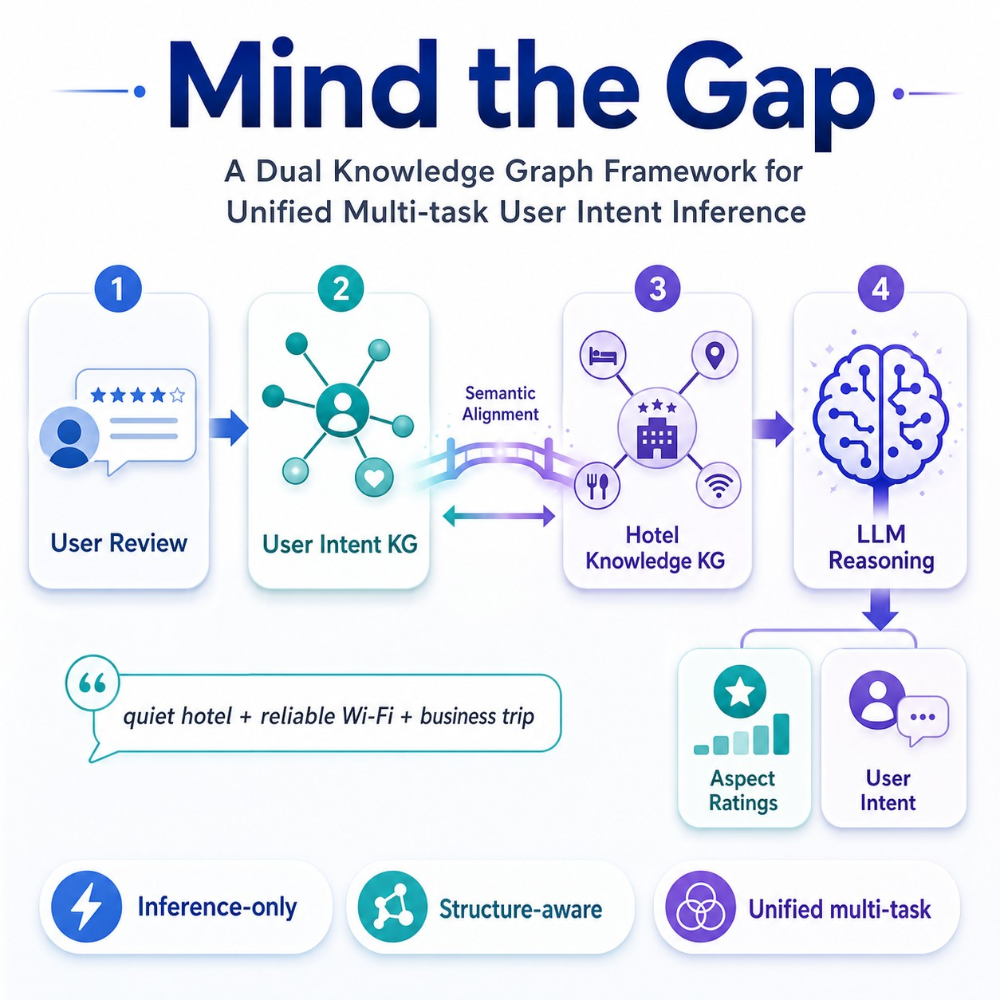 Mind the Gap
A Dual Knowledge Graph Framework for
Unified Multi-task User Intent Inference
1
2
3
4
User Review
User Intent KG
Semantic
Alignment
Hotel
Knowledge KG
LLM
Reasoning
“ quiet hotel + reliable Wi-Fi + business trip
Aspect
Ratings
User
Intent
Inference-only
Structure-aware
Unified multi-task